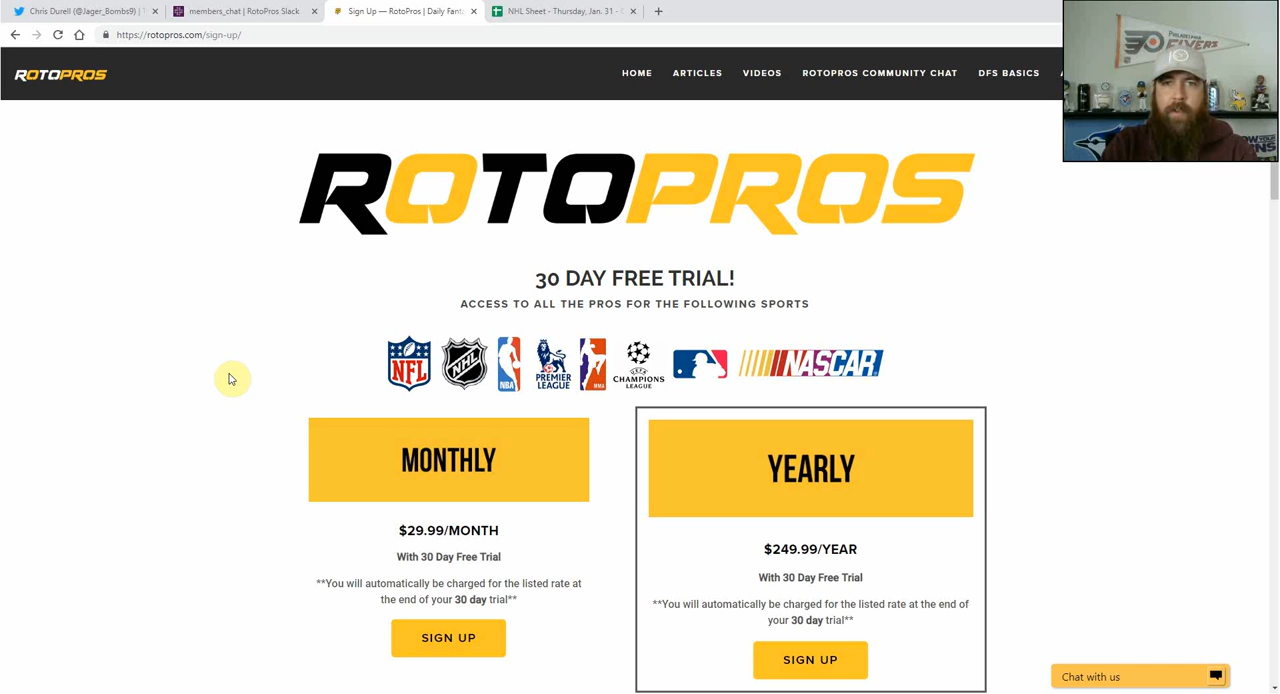 Chris Durell (@Jager_Bombs9) | T
members_chat | RotoPros Slack
Sign Up — RotoPros | Daily Fant
NHL Sheet - Thursday, Jan. 31 -
https://rotopros.com/sign-up/
ROTOPROS
HOME
ARTICLES
VIDEOS
ROTOPROS COMMUNITY CHAT
DFS BASICS
PHILADELPHIA
FLYERS
ROTOPROS
30 DAY FREE TRIAL!
ACCESS TO ALL THE PROS FOR THE FOLLOWING SPORTS
NFL
NHL
NBA
PREMIER
LEAGUE
MMA
CHAMPIONS
LEAGUE
NASCAR
MONTHLY
$29.99/MONTH
With 30 Day Free Trial
**You will automatically be charged for the listed rate at
the end of your 30 day trial**
SIGN UP
YEARLY
$249.99/YEAR
With 30 Day Free Trial
**You will automatically be charged for the listed rate at the end of
your 30 day trial**
SIGN UP
Chat with us